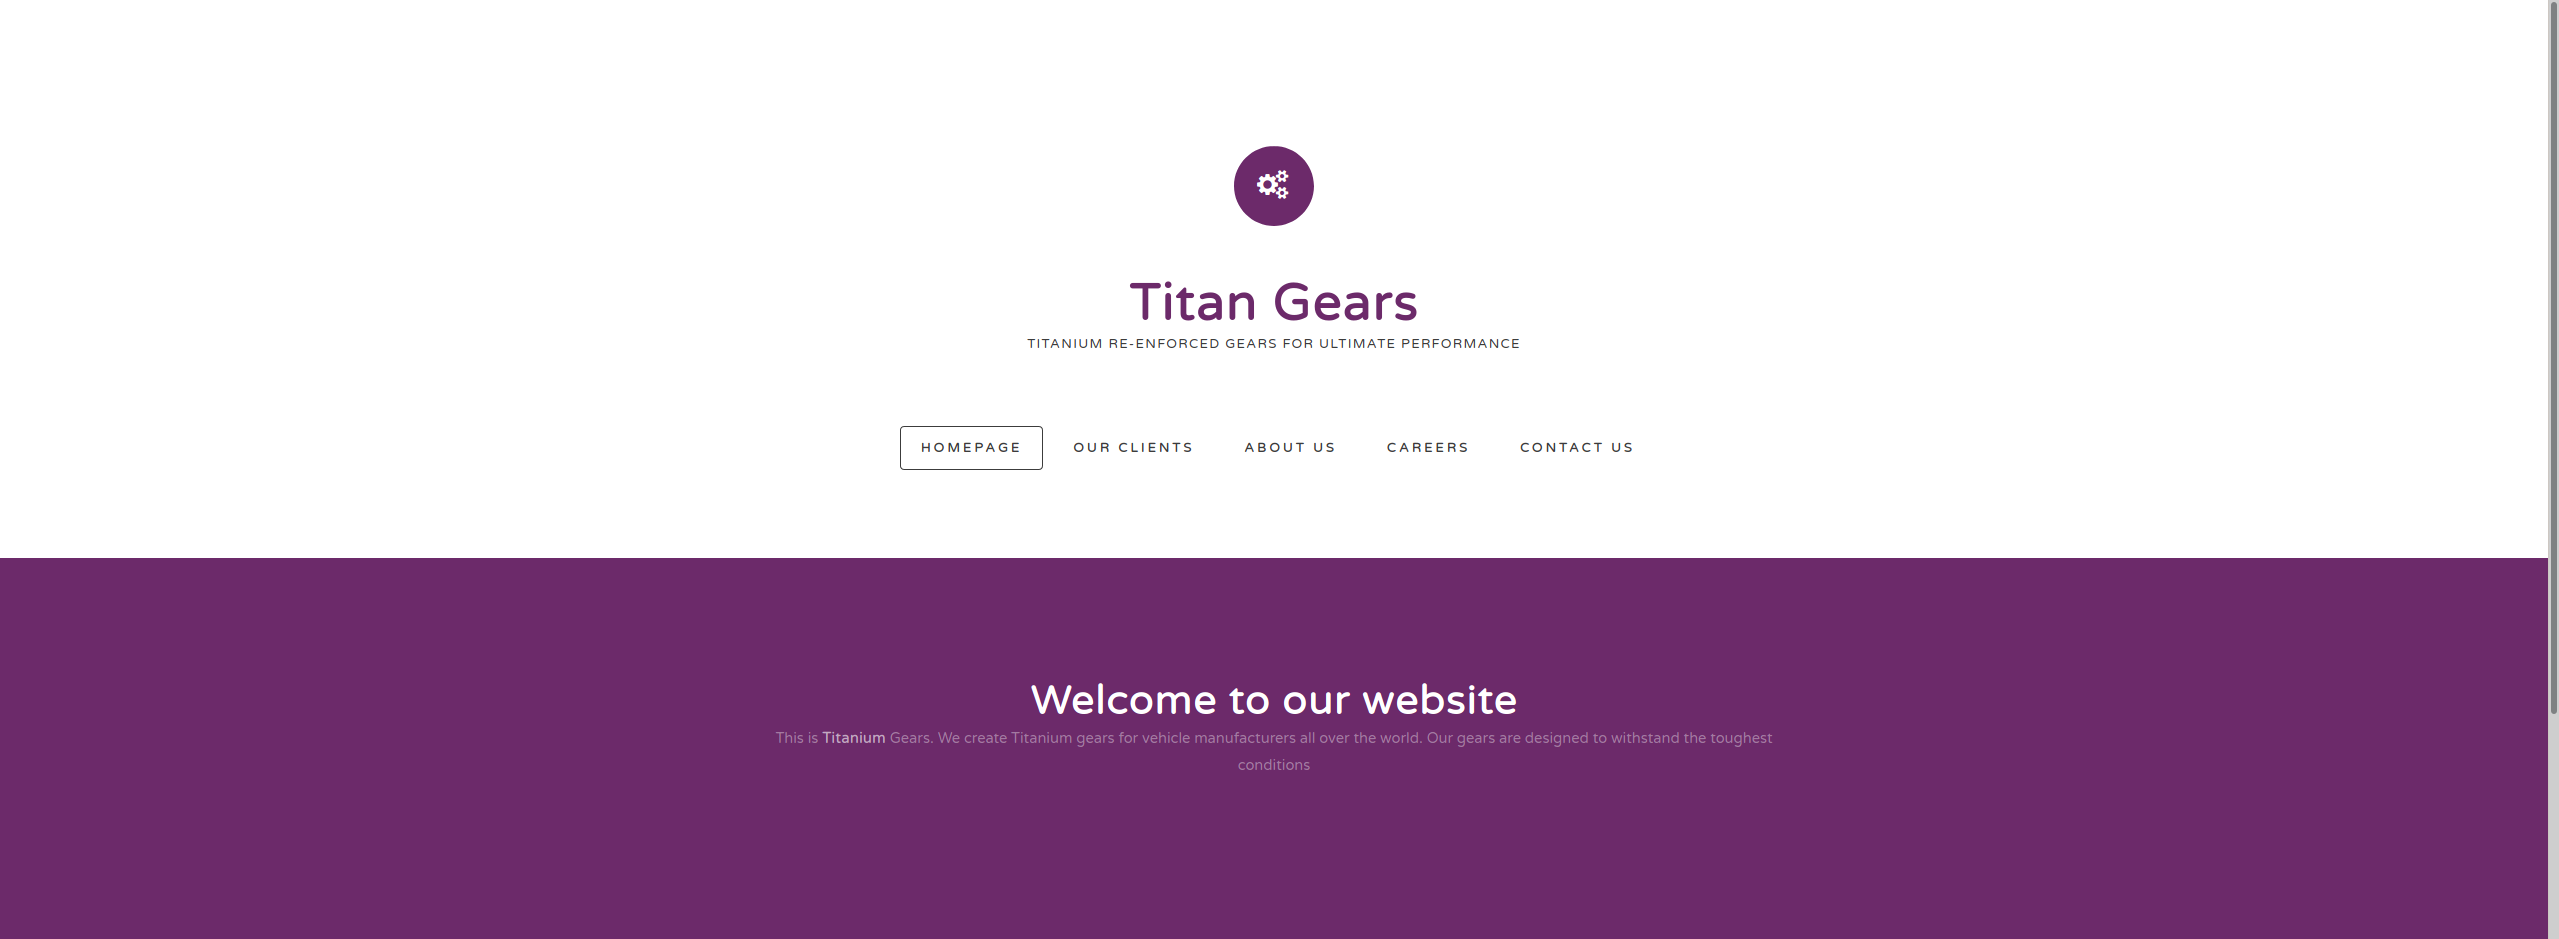 Titan Gears
TITANIUM RE-ENFORCED GEARS FOR ULTIMATE PERFORMANCE
HOMEPAGE OUR CLIENTS ABOUT US CAREERS CONTACT US
Welcome to our website
This is Titanium Gears. We create Titanium gears for vehicle manufacturers all over the world. Our gears are designed to withstand the toughest
conditions